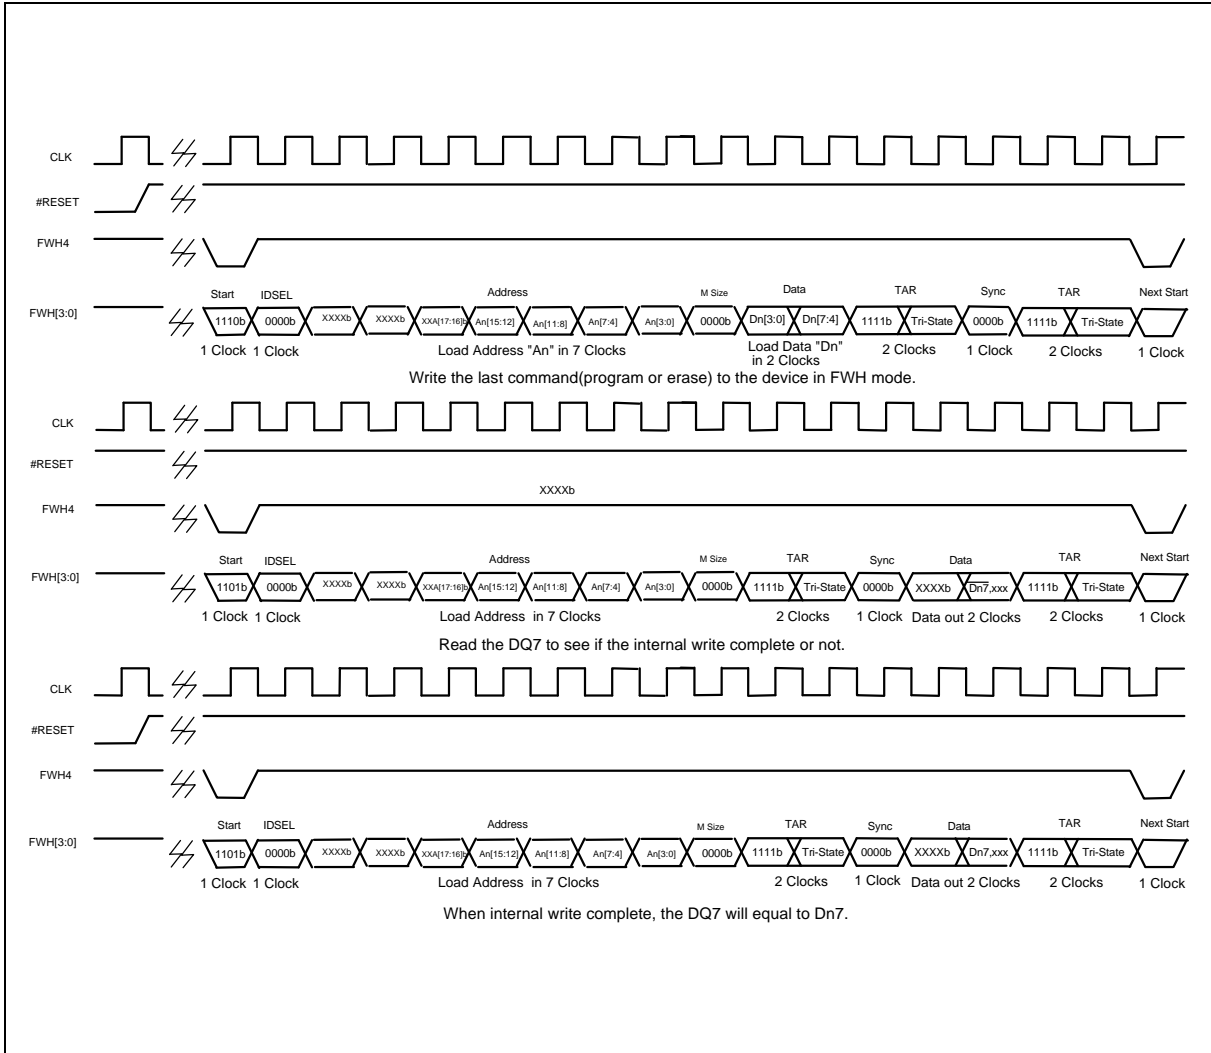 CLK
#RESET
FWH4
Start IDSEL Address M Size Data TAR Sync TAR Next Start
FWH[3:0] 1110b 0000b XXXXb XXXXb XXA[17:16]b An[15:12] An[11:8] An[7:4] An[3:0] 0000b Dn[3:0] Dn[7:4] 1111b Tri-State 0000b 1111b Tri-State
1 Clock 1 Clock Load Address "An" in 7 Clocks Load Data "Dn" 2 Clocks 1 Clock 2 Clocks 1 Clock
in 2 Clocks
Write the last command(program or erase) to the device in FWH mode.
CLK
#RESET
XXXXb
FWH4
Start IDSEL Address M Size TAR Sync Data TAR Next Start
FWH[3:0] 1101b 0000b XXXXb XXXXb XXA[17:16]b An[15:12] An[11:8] An[7:4] An[3:0] 0000b 1111b Tri-State 0000b XXXXb Dn7,xxx 1111b Tri-State
1 Clock 1 Clock Load Address in 7 Clocks 2 Clocks 1 Clock Data out 2 Clocks 2 Clocks 1 Clock
Read the DQ7 to see if the internal write complete or not.
CLK
#RESET
FWH4
Start IDSEL Address M Size TAR Sync Data TAR Next Start
FWH[3:0] 1101b 0000b XXXXb XXXXb XXA[17:16]b An[15:12] An[11:8] An[7:4] An[3:0] 0000b 1111b Tri-State 0000b XXXXb Dn7,xxx 1111b Tri-State
1 Clock 1 Clock Load Address in 7 Clocks 2 Clocks 1 Clock Data out 2 Clocks 2 Clocks 1 Clock
When internal write complete, the DQ7 will equal to Dn7.